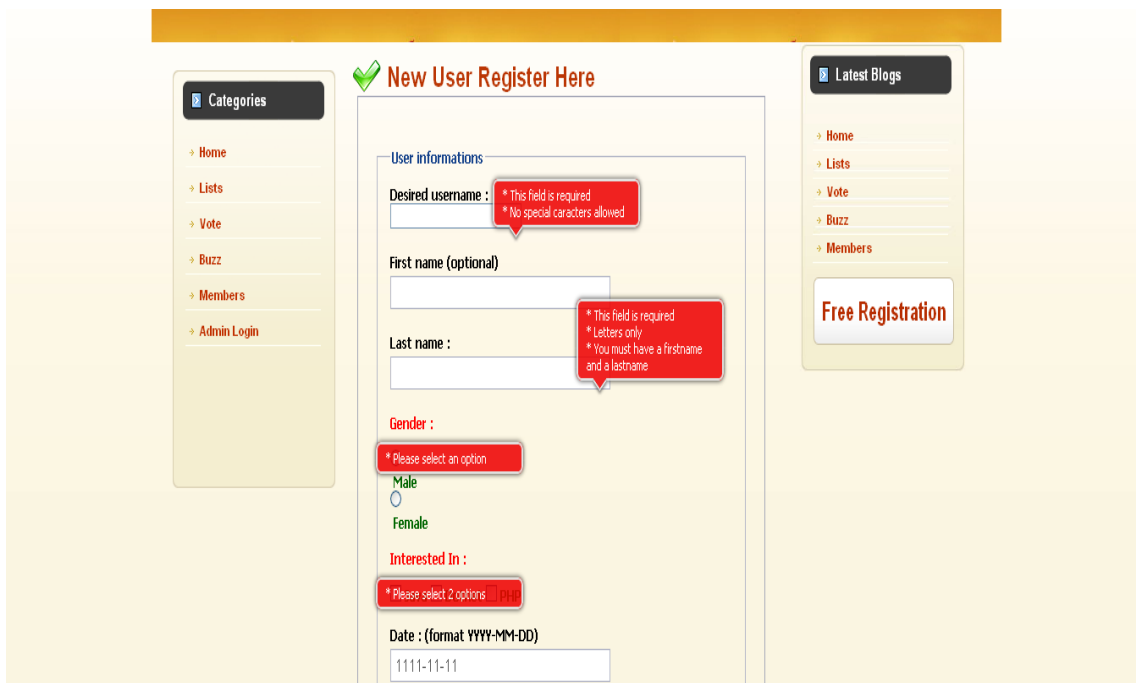 New User Register Here
Categories
Home
Lists
Vote
Buzz
Members
Admin Login
User informations
Desired username :
* This field is required
* No special caracters allowed
First name (optional)
* This field is required
* Letters only
* You must have a firstname
and a lastname
Last name :
Gender :
* Please select an option
Male
Female
Interested In :
* Please select 2 options
PHP
Date : (format YYYY-MM-DD)
1111-11-11
Latest Blogs
Home
Lists
Vote
Buzz
Members
Free Registration